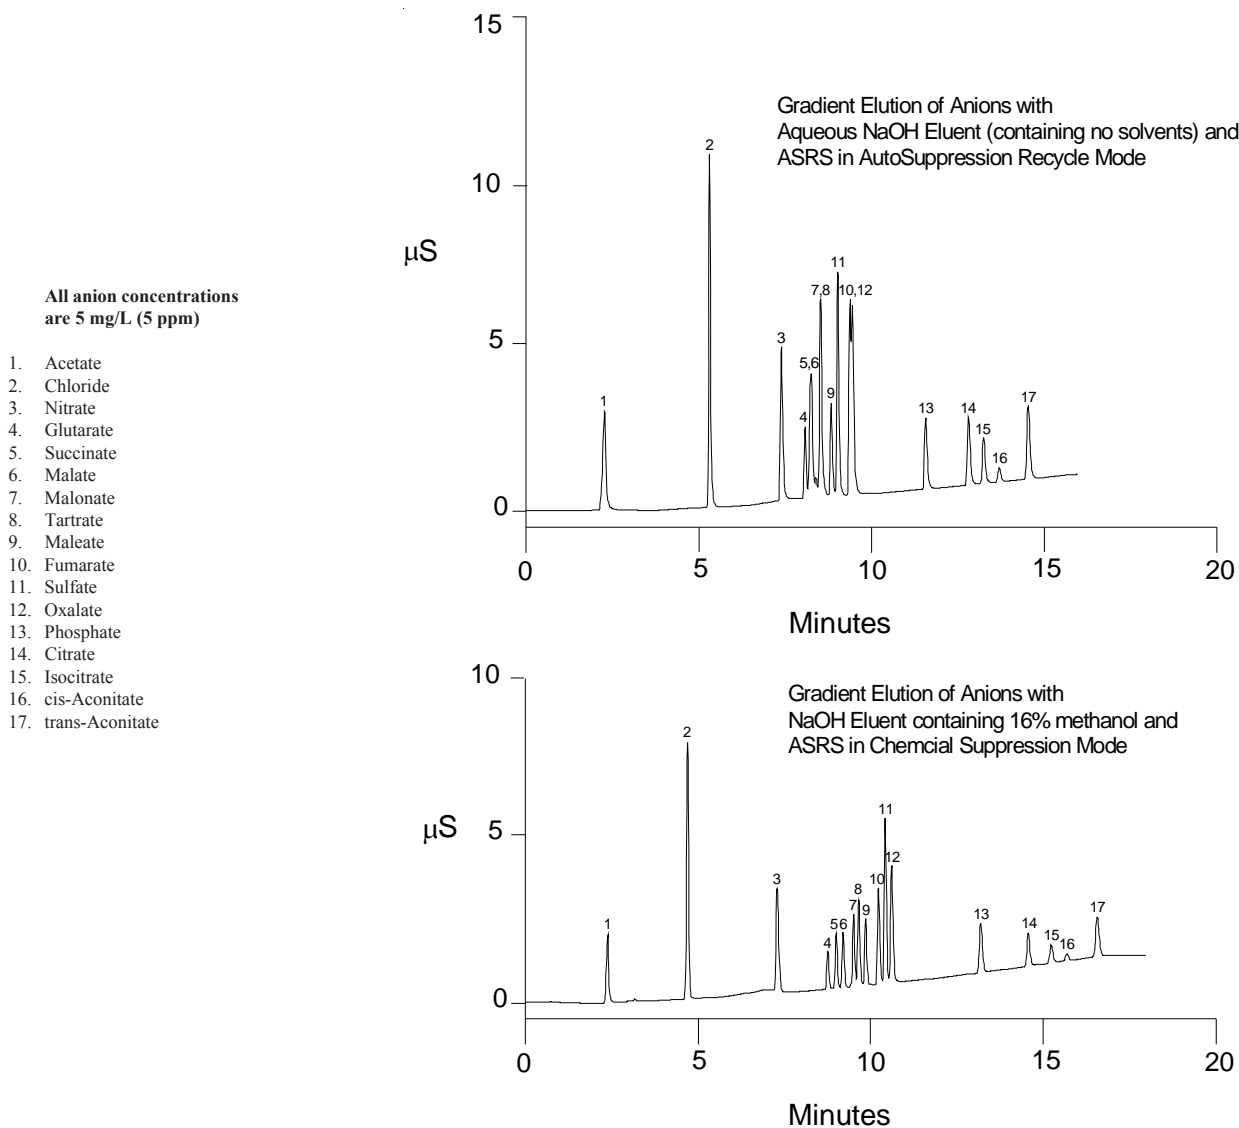 15
Gradient Elution of Anions with
Aqueous NaOH Eluent (containing no solvents) and
ASRS in AutoSuppression Recycle Mode
2
10
µS
11
All anion concentrations
are 5 mg/L (5 ppm)
7,8
10,12
5
3
5,6
1. Acetate
2. Chloride
3. Nitrate
4. Glutarate
5. Succinate
6. Malate
7. Malonate
8. Tartrate
9. Maleate
10. Fumarate
11. Sulfate
12. Oxalate
13. Phosphate
14. Citrate
15. Isocitrate
16. cis-Aconitate
17. trans-Aconitate
1
4
9
13
14
15
16
17
0
0
5
10
15
20
Minutes
10
Gradient Elution of Anions with
NaOH Eluent containing 16% methanol and
ASRS in Chemcial Suppression Mode
2
µS
5
11
12
3
10
8
7
9
1
4
5
6
13
14
15
16
17
0
0
5
10
15
20
Minutes